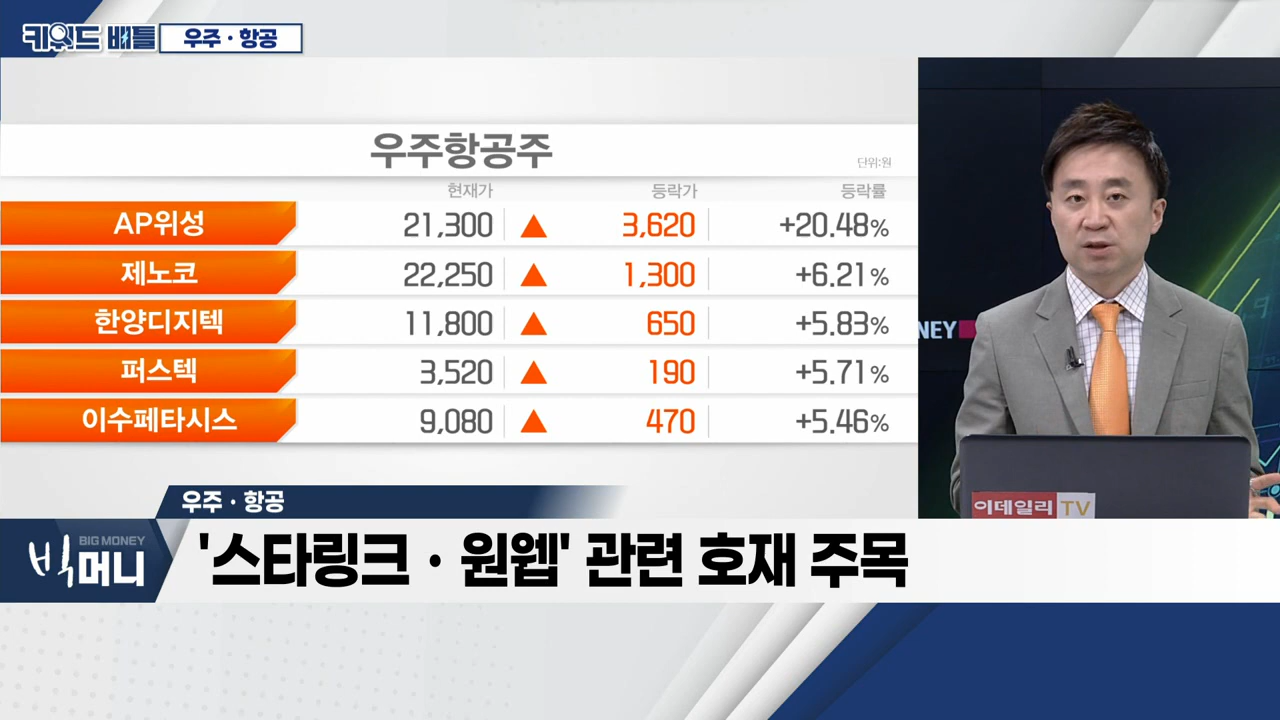 키워드 배틀 우주 · 항공
우주항공주
단위:원
현재가 등락가 등락률
AP위성 21,300 ▲ 3,620 +20.48%
제노코 22,250 ▲ 1,300 +6.21%
한양디지텍 11,800 ▲ 650 +5.83%
퍼스텍 3,520 ▲ 190 +5.71%
이수페타시스 9,080 ▲ 470 +5.46%
NEY
이데일리 TV
우주 · 항공
BIG MONEY
빅머니
'스타링크 · 원웹' 관련 호재 주목